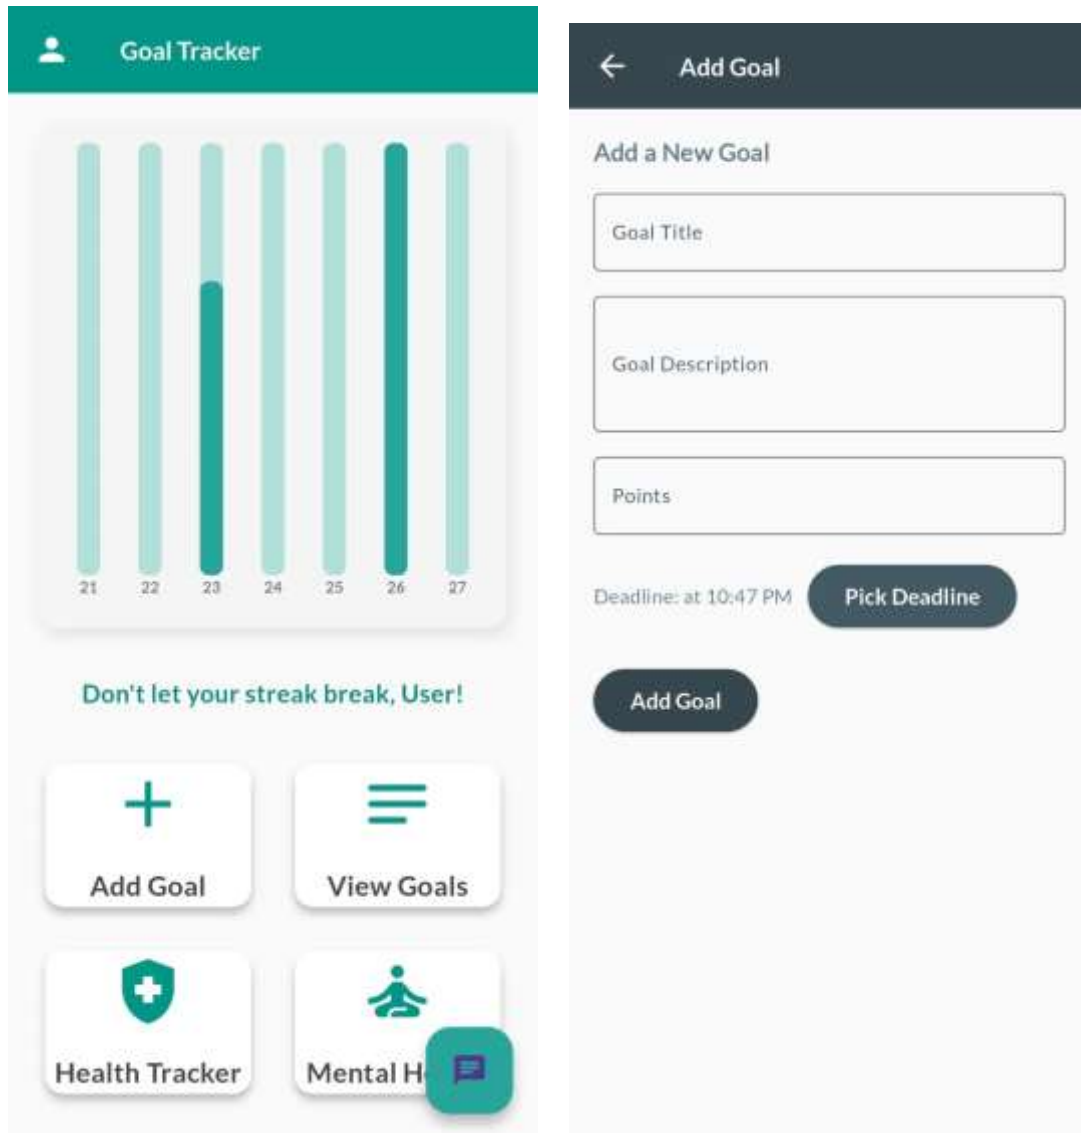 Goal Tracker
21 22 23 24 25 26 27
Don't let your streak break, User!
Add Goal
View Goals
Health Tracker
Mental H
Add Goal
Add a New Goal
Goal Title
Goal Description
Points
Deadline: at 10:47 PM
Pick Deadline
Add Goal